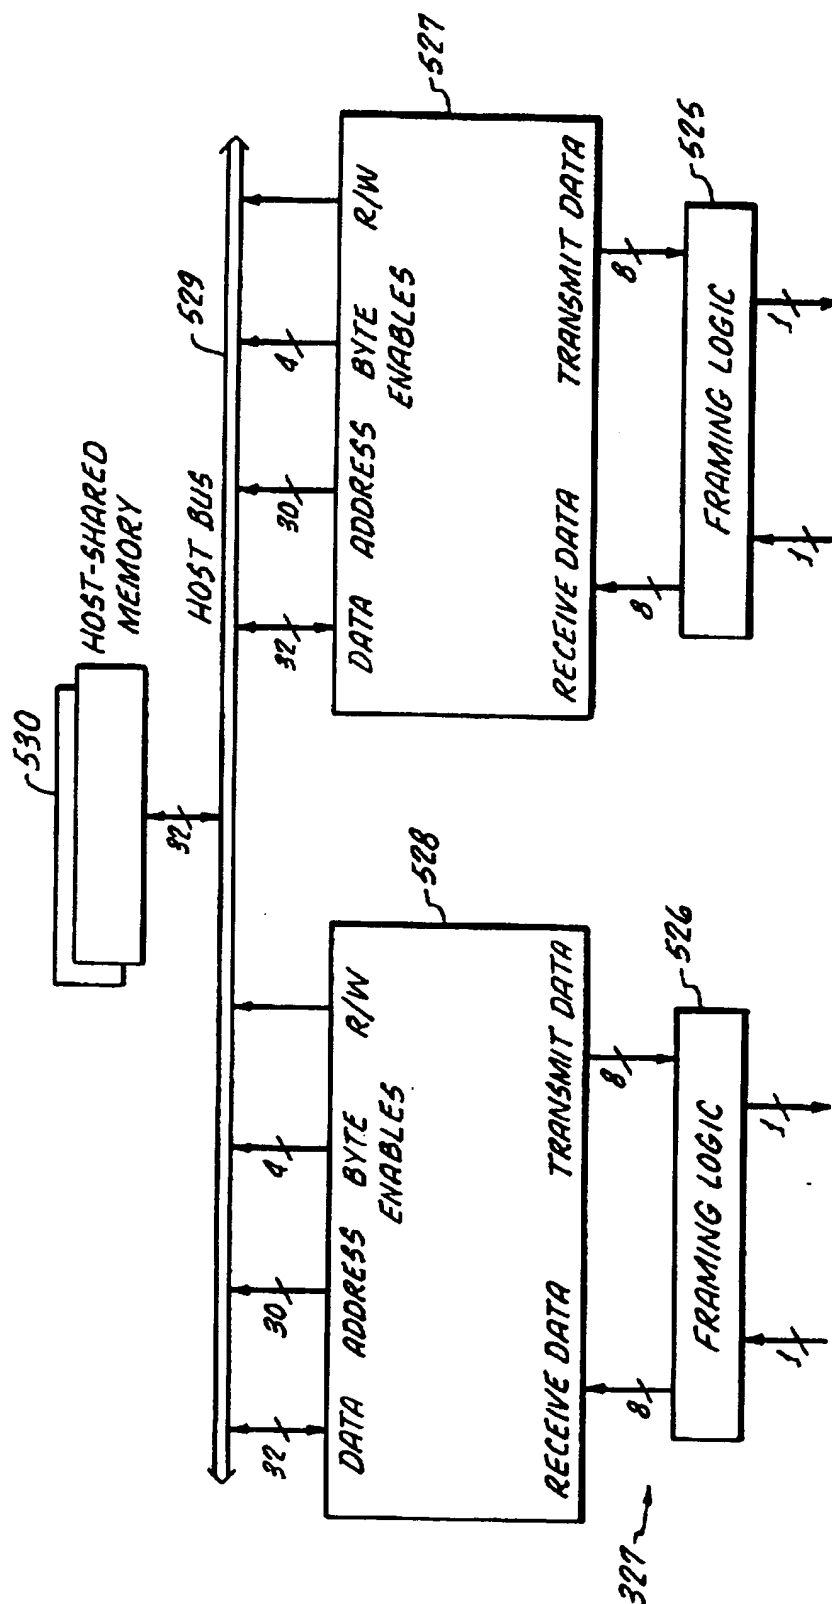 530
HOST-SHARED
MEMORY
32
HOST BUS
529
32
30
4
32
30
4
528
527
DATA
ADDRESS
BYTE
ENABLES
R/W
DATA
ADDRESS
BYTE
ENABLES
R/W
RECEIVE DATA
TRANSMIT DATA
RECEIVE DATA
TRANSMIT DATA
8
8
526
8
8
525
FRAMING LOGIC
FRAMING LOGIC
327
1
1
1
1